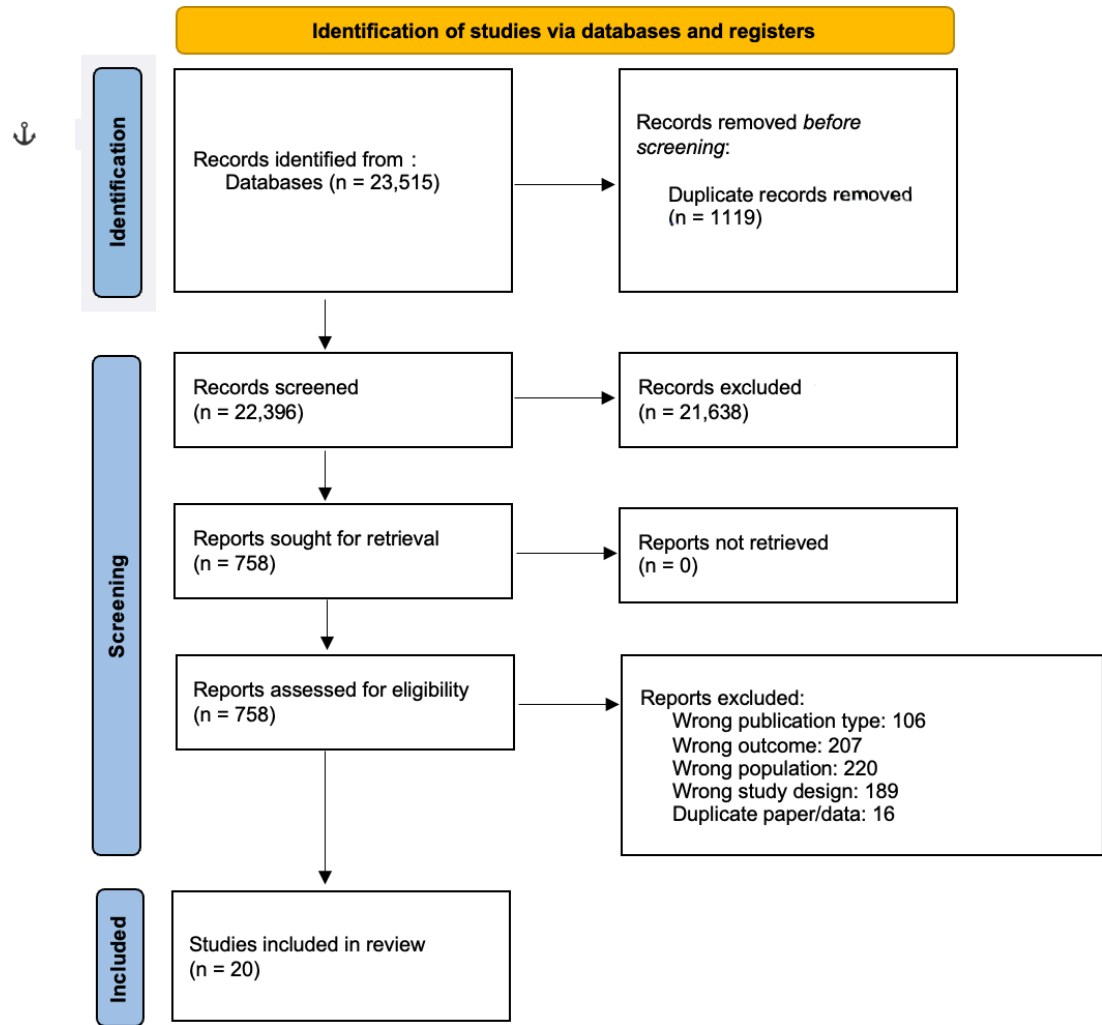 Identification of studies via databases and registers
Identification
Records identified from :
Databases (n = 23,515)
Records removed before
screening:
Duplicate records removed
(n = 1119)
Screening
Records screened
(n = 22,396)
Records excluded
(n = 21,638)
Reports sought for retrieval
(n = 758)
Reports not retrieved
(n = 0)
Reports assessed for eligibility
(n = 758)
Reports excluded:
Wrong publication type: 106
Wrong outcome: 207
Wrong population: 220
Wrong study design: 189
Duplicate paper/data: 16
Included
Studies included in review
(n = 20)